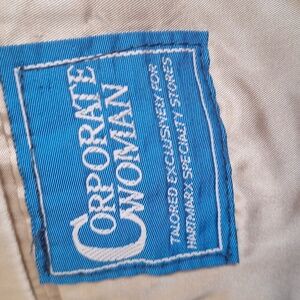 CORPORATE
WOMAN
TAILORED EXCLUSIVELY FOR
HARTMARX SPECIALTY STORES